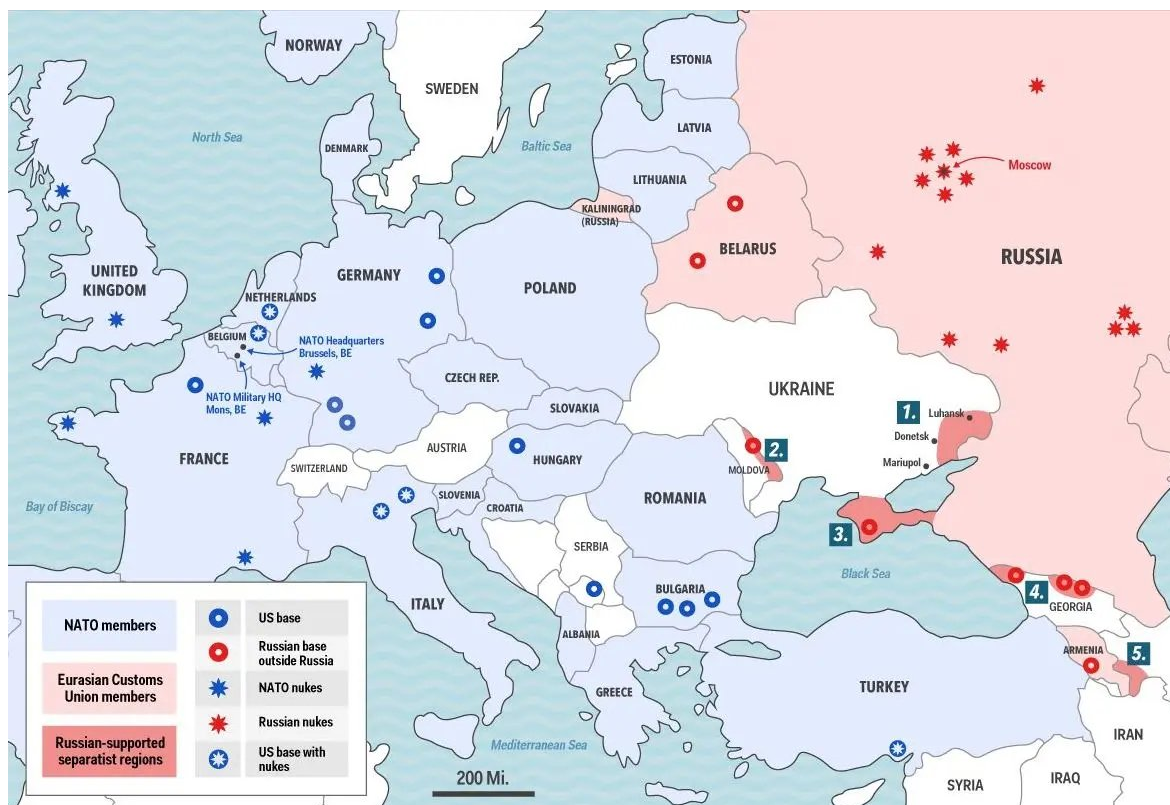 NORWAY
SWEDEN
ESTONIA
North Sea
DENMARK
Baltic Sea
LATVIA
LITHUANIA
Moscow
KALININGRAD
(RUSSIA)
BELARUS
RUSSIA
UNITED
KINGDOM
NETHERLANDS
GERMANY
POLAND
BELGIUM
NATO Headquarters
Brussels, BE
NATO Military HQ
Mons, BE
CZECH REP.
UKRAINE
SLOVAKIA
1.
Luhansk
Donetsk
Mariupol
FRANCE
SWITZERLAND
AUSTRIA
HUNGARY
2.
MOLDOVA
Bay of Biscay
SLOVENIA
CROATIA
ROMANIA
3.
SERBIA
Black Sea
ITALY
BULGARIA
4.
GEORGIA
ALBANIA
ARMENIA
5.
GREECE
TURKEY
IRAN
Mediterranean Sea
SYRIA
IRAQ
200 Mi.
NATO members
Eurasian Customs
Union members
Russian-supported
separatist regions
US base
Russian base
outside Russia
NATO nukes
Russian nukes
US base with
nukes